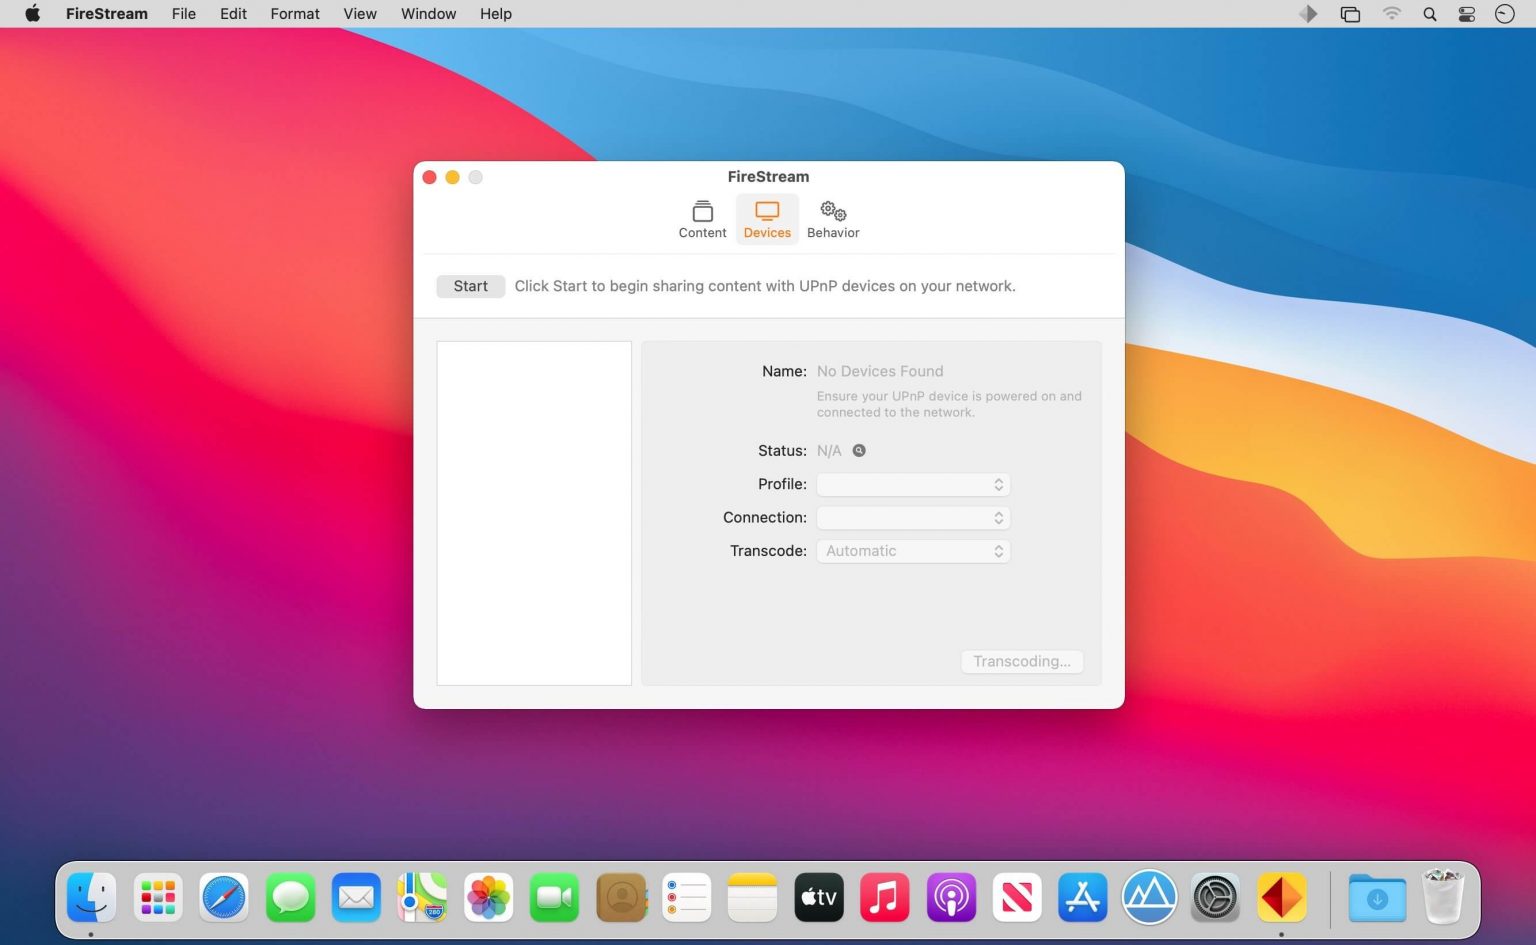 FireStream File Edit Format View Window Help
FireStream
Content Devices Behavior
Start Click Start to begin sharing content with UPnP devices on your network.
Name: No Devices Found
Ensure your UPnP device is powered on and
connected to the network.
Status: N/A
Profile:
Connection:
Transcode: Automatic
Transcoding...
280
tv